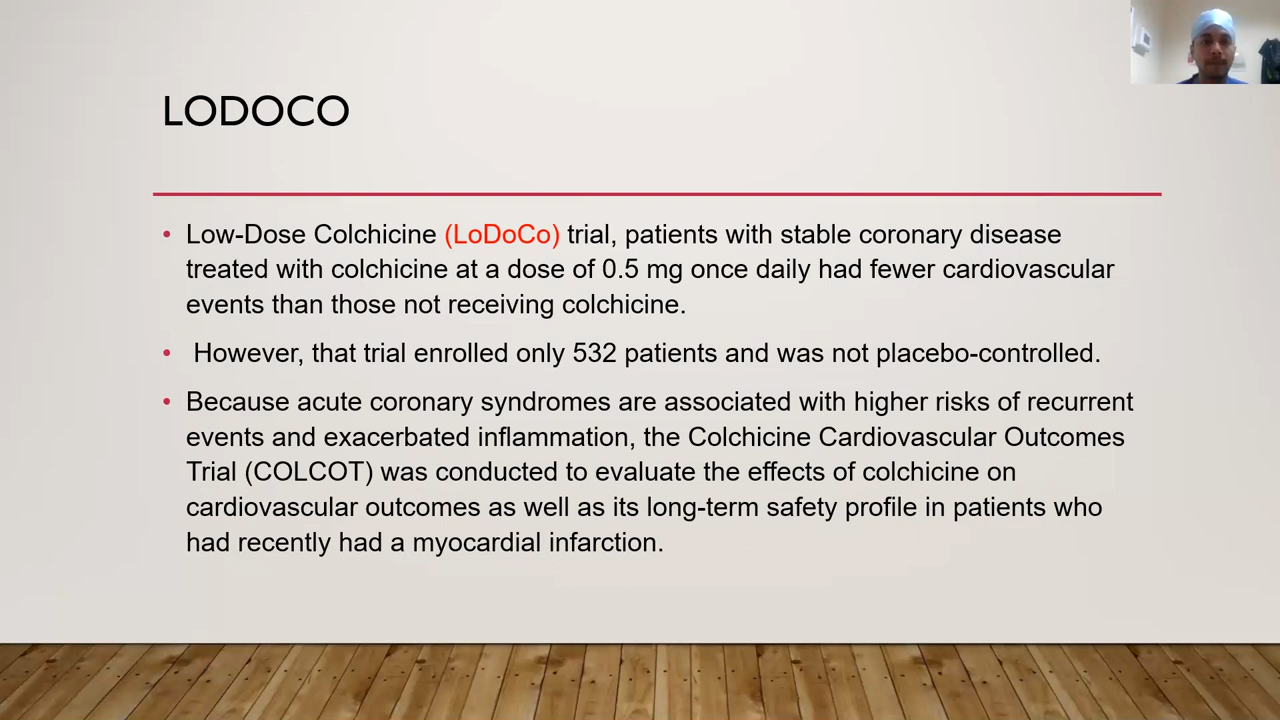 LODOCO
• Low-Dose Colchicine (LoDoCo) trial, patients with stable coronary disease
treated with colchicine at a dose of 0.5 mg once daily had fewer cardiovascular
events than those not receiving colchicine.
• However, that trial enrolled only 532 patients and was not placebo-controlled.
• Because acute coronary syndromes are associated with higher risks of recurrent
events and exacerbated inflammation, the Colchicine Cardiovascular Outcomes
Trial (COLCOT) was conducted to evaluate the effects of colchicine on
cardiovascular outcomes as well as its long-term safety profile in patients who
had recently had a myocardial infarction.